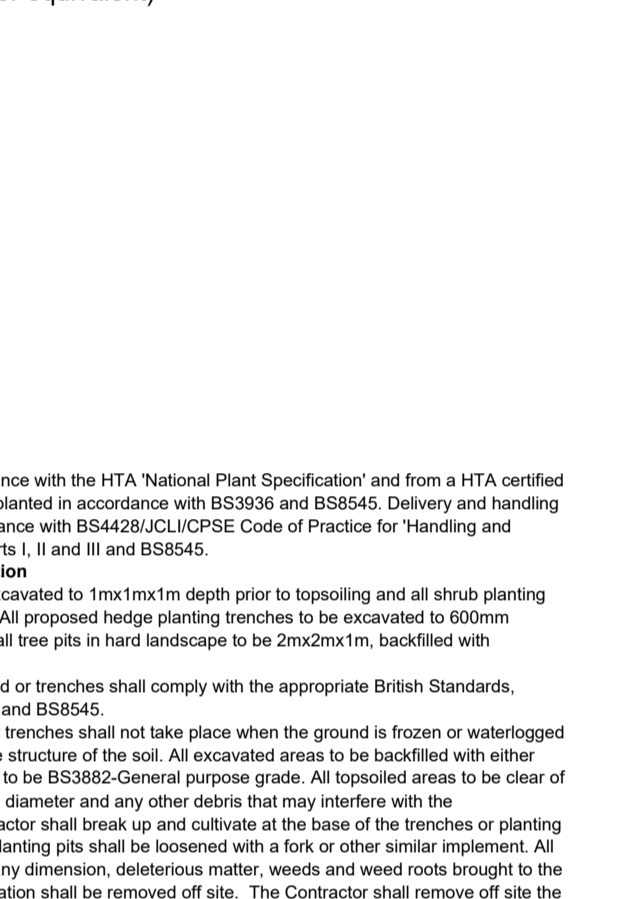 nce with the HTA 'National Plant Specification' and from a HTA certified
planted in accordance with BS3936 and BS8545. Delivery and handling
ance with BS4428/JCLI/CPSE Code of Practice for 'Handling and
rts I, II and III and BS8545.
ion
cavated to 1mx1mx1m depth prior to topsoiling and all shrub planting
All proposed hedge planting trenches to be excavated to 600mm
all tree pits in hard landscape to be 2mx2mx1m, backfilled with
d or trenches shall comply with the appropriate British Standards,
and BS8545.
trenches shall not take place when the ground is frozen or waterlogged
e structure of the soil. All excavated areas to be backfilled with either
to be BS3882-General purpose grade. All topsoiled areas to be clear of
diameter and any other debris that may interfere with the
actor shall break up and cultivate at the base of the trenches or planting
lanting pits shall be loosened with a fork or other similar implement. All
ny dimension, deleterious matter, weeds and weed roots brought to the
ation shall be removed off site. The Contractor shall remove off site the